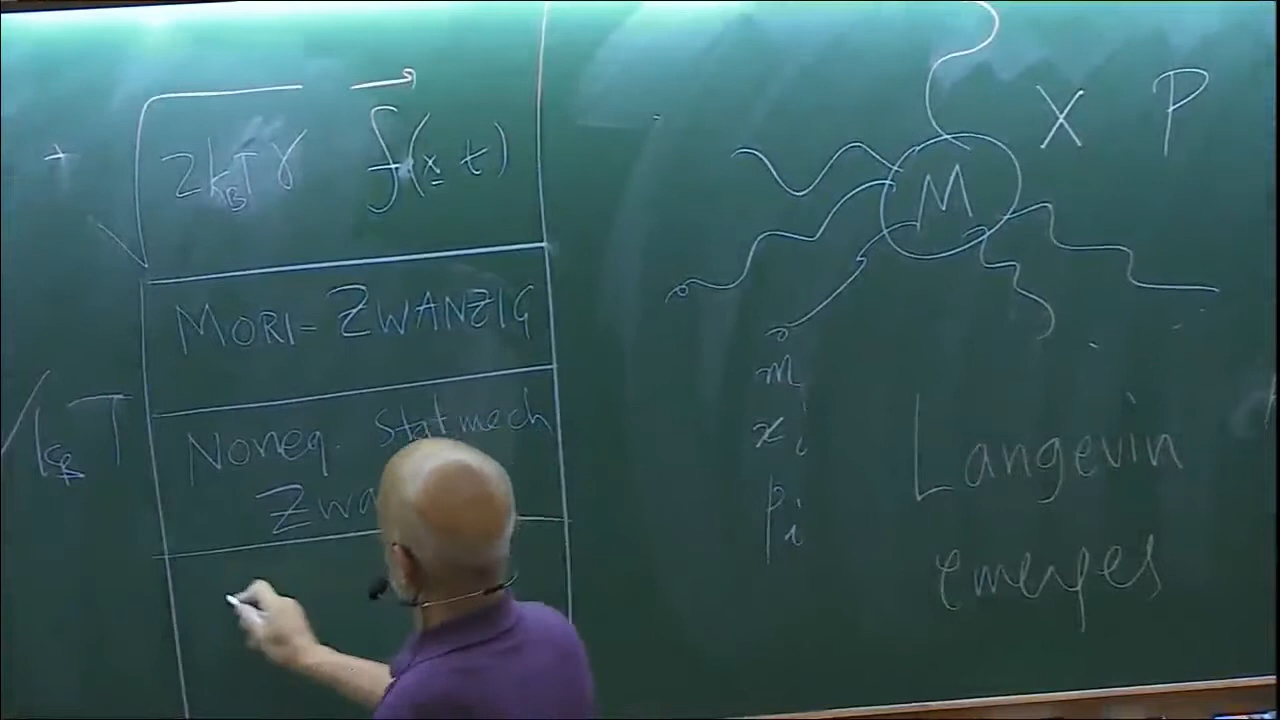 + √2k_BTγ f(x t)
MORI-ZWANZIG
k_BT
Noneq. Statmech
Zwa
M
X P
m
x_i
p_i
Langevin
emerges